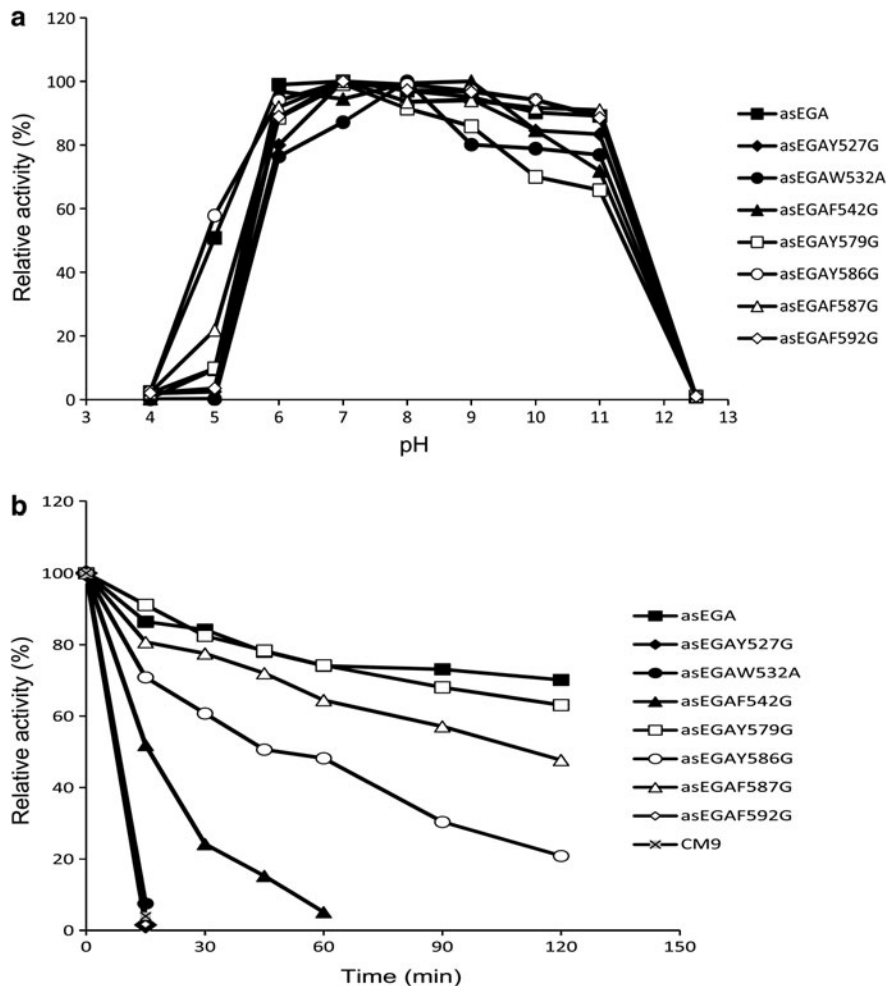 a
120
100
80
60
40
20
0
Relative activity (%)
3 4 5 6 7 8 9 10 11 12 13
pH
asEGA
asEGAY527G
asEGAW532A
asEGAF542G
asEGAY579G
asEGAY586G
asEGAF587G
asEGAF592G
b
120
100
80
60
40
20
0
Relative activity (%)
0 30 60 90 120 150
Time (min)
asEGA
asEGAY527G
asEGAW532A
asEGAF542G
asEGAY579G
asEGAY586G
asEGAF587G
asEGAF592G
CM9